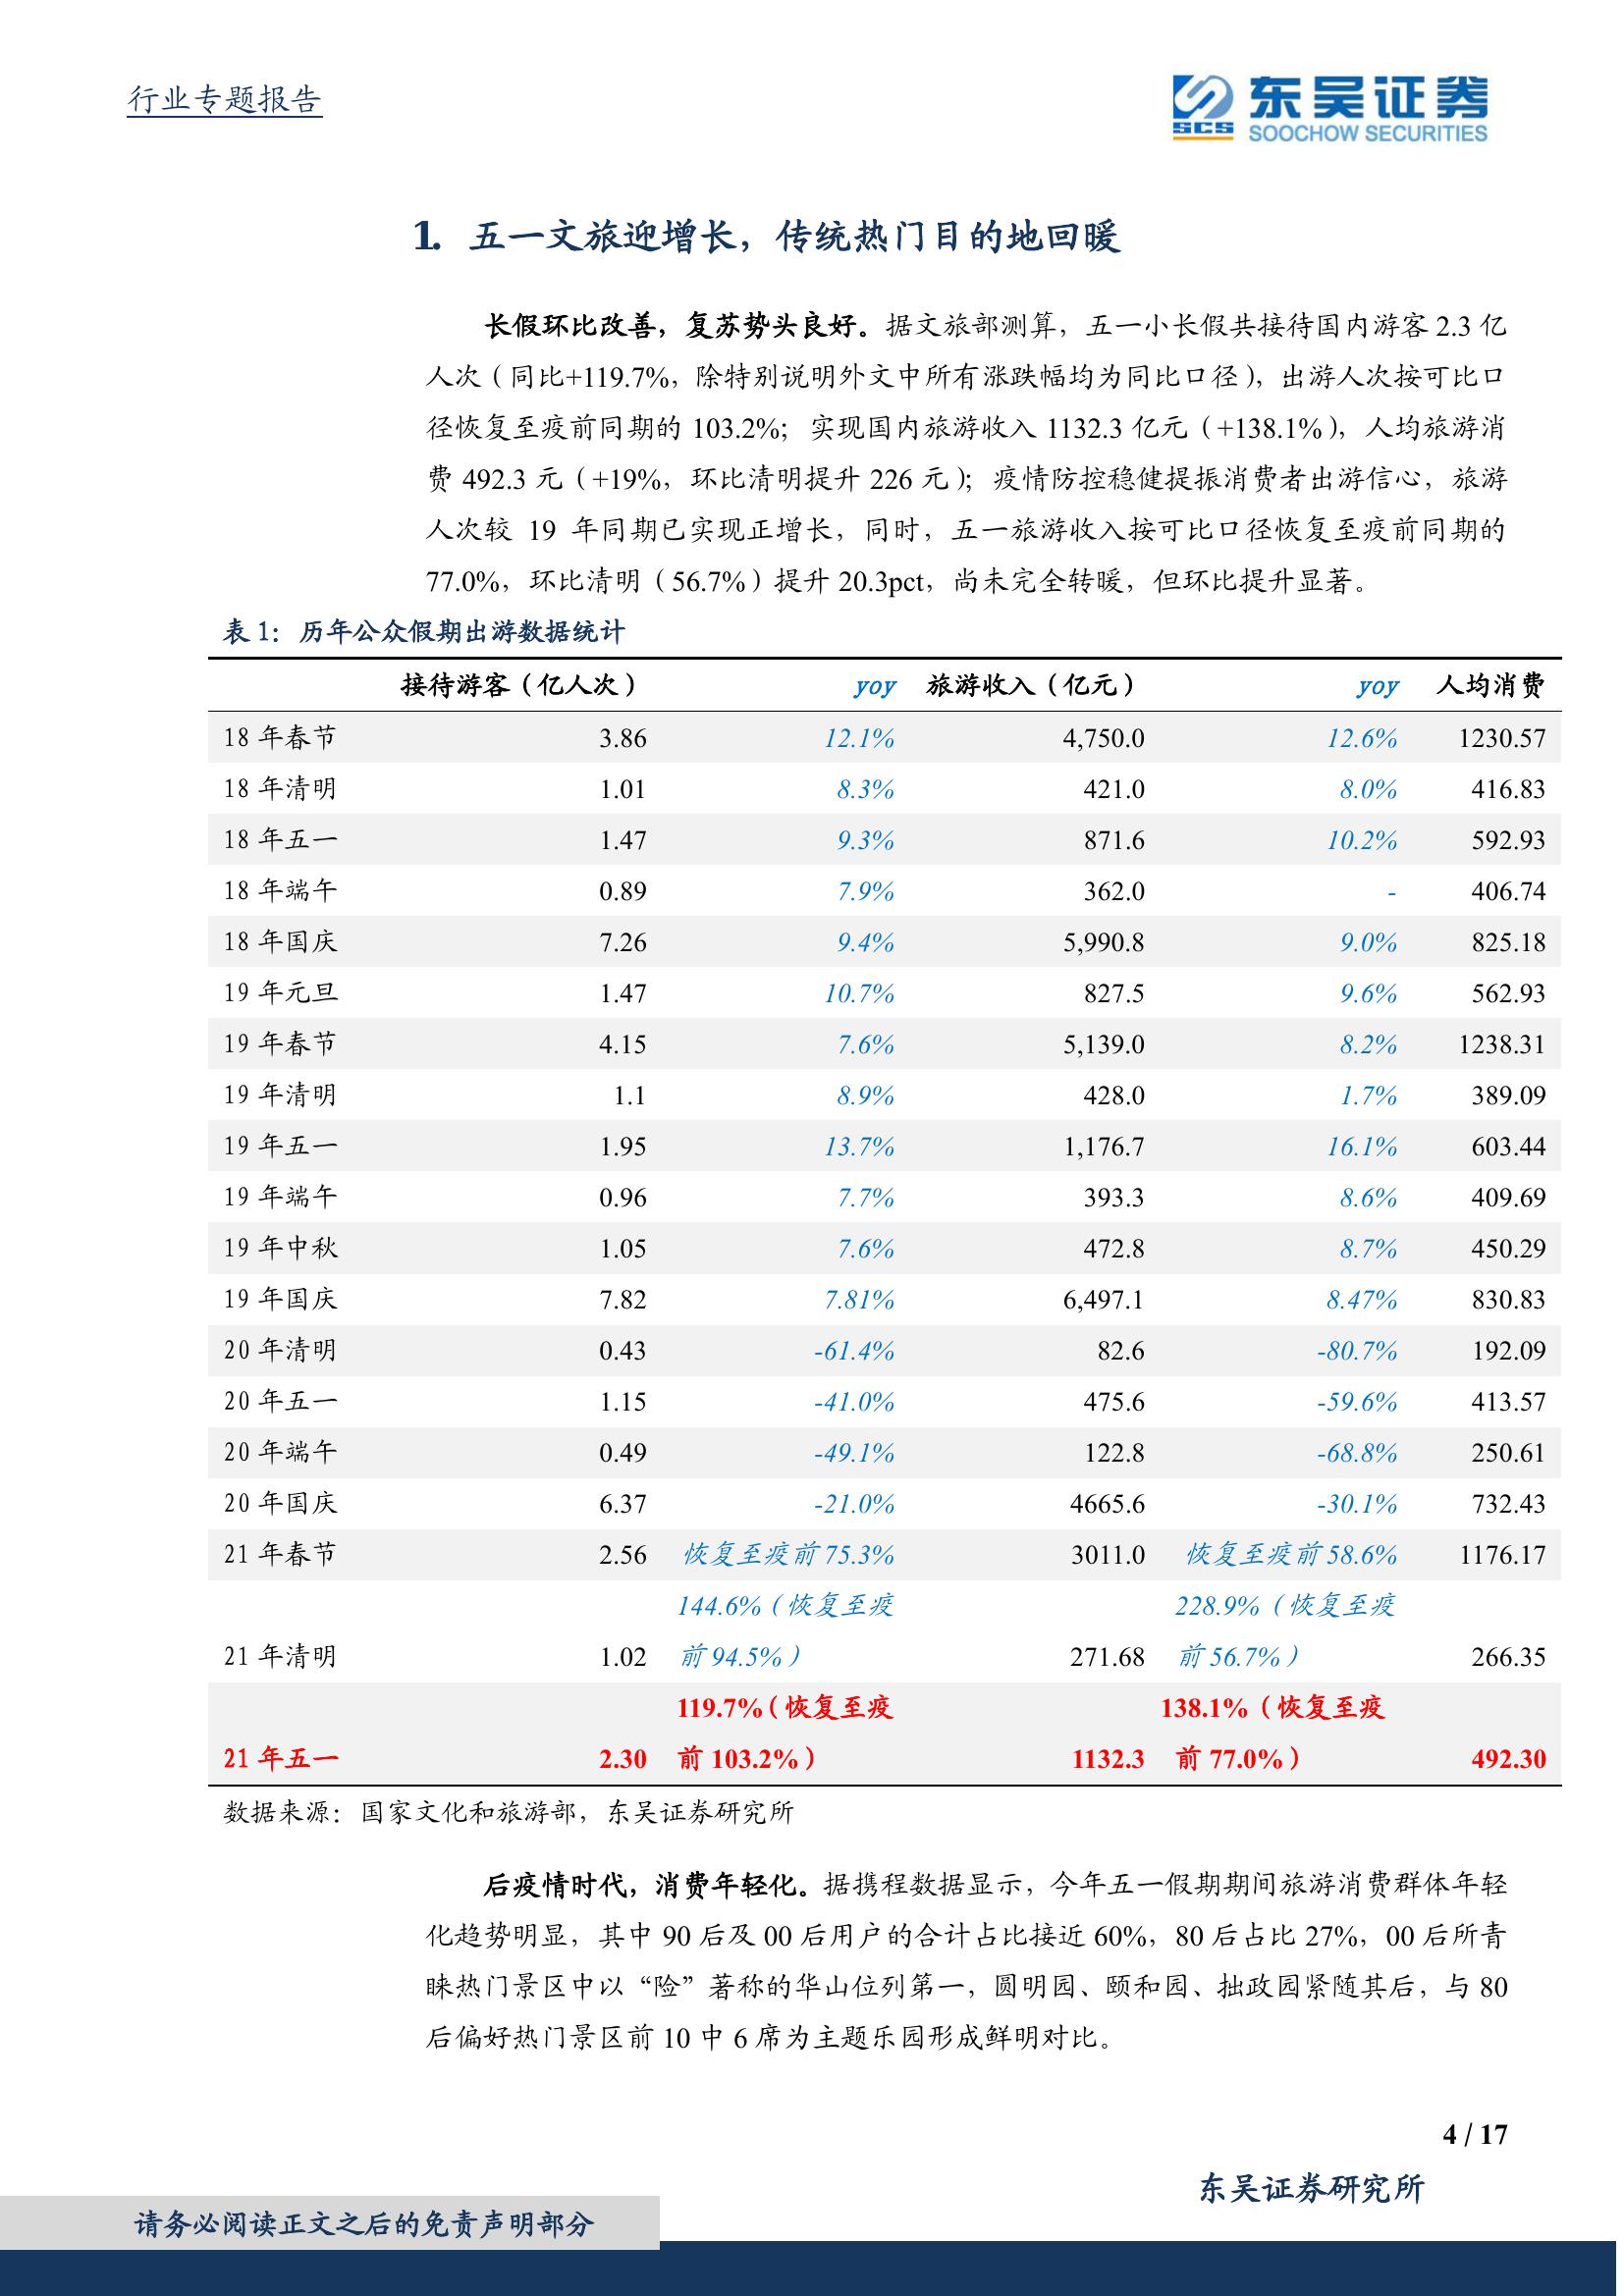 行业专题报告
SCS 东吴证券
SOOCHOW SECURITIES
1. 五一文旅迎增长，传统热门目的地回暖
长假环比改善，复苏势头良好。据文旅部测算，五一小长假共接待国内游客 2.3 亿
人次（同比+119.7%，除特别说明外文中所有涨跌幅均为同比口径），出游人次按可比口
径恢复至疫前同期的 103.2%；实现国内旅游收入 1132.3 亿元（+138.1%），人均旅游消
费 492.3 元（+19%，环比清明提升 226 元）；疫情防控稳健提振消费者出游信心，旅游
人次较 19 年同期已实现正增长，同时，五一旅游收入按可比口径恢复至疫前同期的
77.0%，环比清明（56.7%）提升 20.3pct，尚未完全转暖，但环比提升显著。
表 1：历年公众假期出游数据统计
接待游客（亿人次） yoy 旅游收入（亿元） yoy 人均消费
18 年春节 3.86 12.1% 4,750.0 12.6% 1230.57
18 年清明 1.01 8.3% 421.0 8.0% 416.83
18 年五一 1.47 9.3% 871.6 10.2% 592.93
18 年端午 0.89 7.9% 362.0 - 406.74
18 年国庆 7.26 9.4% 5,990.8 9.0% 825.18
19 年元旦 1.47 10.7% 827.5 9.6% 562.93
19 年春节 4.15 7.6% 5,139.0 8.2% 1238.31
19 年清明 1.1 8.9% 428.0 1.7% 389.09
19 年五一 1.95 13.7% 1,176.7 16.1% 603.44
19 年端午 0.96 7.7% 393.3 8.6% 409.69
19 年中秋 1.05 7.6% 472.8 8.7% 450.29
19 年国庆 7.82 7.81% 6,497.1 8.47% 830.83
20 年清明 0.43 -61.4% 82.6 -80.7% 192.09
20 年五一 1.15 -41.0% 475.6 -59.6% 413.57
20 年端午 0.49 -49.1% 122.8 -68.8% 250.61
20 年国庆 6.37 -21.0% 4665.6 -30.1% 732.43
21 年春节 2.56 恢复至疫前 75.3% 3011.0 恢复至疫前 58.6% 1176.17
144.6%（恢复至疫 228.9%（恢复至疫
21 年清明 1.02 前 94.5%） 271.68 前 56.7%） 266.35
119.7%（恢复至疫 138.1%（恢复至疫
21 年五一 2.30 前 103.2%） 1132.3 前 77.0%） 492.30
数据来源：国家文化和旅游部，东吴证券研究所
后疫情时代，消费年轻化。据携程数据显示，今年五一假期期间旅游消费群体年轻
化趋势明显，其中 90 后及 00 后用户的合计占比接近 60%，80 后占比 27%，00 后所青
睐热门景区中以“险”著称的华山位列第一，圆明园、颐和园、拙政园紧随其后，与 80
后偏好热门景区前 10 中 6 席为主题乐园形成鲜明对比。
4 / 17
东吴证券研究所
请务必阅读正文之后的免责声明部分